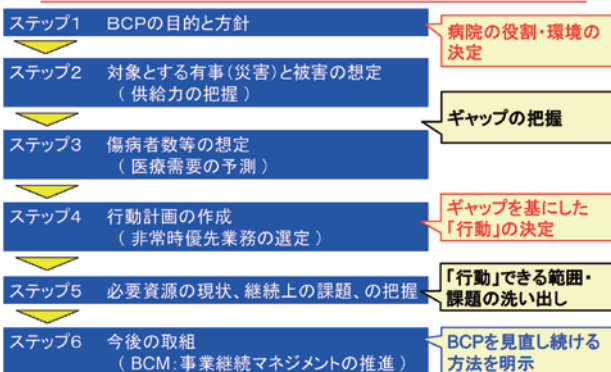 ステップ1 BCPの目的と方針
病院の役割・環境の
決定
ステップ2 対象とする有事(災害)と被害の想定
(供給力の把握)
ギャップの把握
ステップ3 傷病者数等の想定
(医療需要の予測)
ステップ4 行動計画の作成
(非常時優先業務の選定)
ギャップを基にした
「行動」の決定
ステップ5 必要資源の現状、継続上の課題、の把握
「行動」できる範囲・
課題の洗い出し
ステップ6 今後の取組
(BCM:事業継続マネジメントの推進)
BCPを見直し続ける
方法を明示